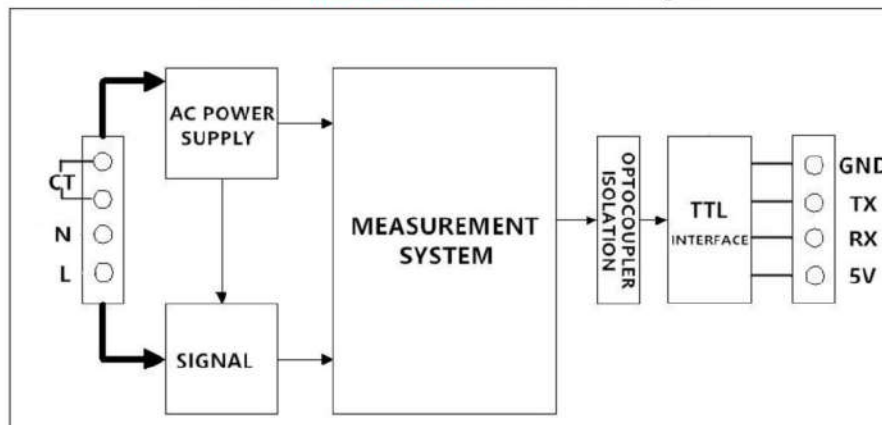 AC POWER
SUPPLY
CT
N
L
SIGNAL
MEASUREMENT
SYSTEM
OPTOCOUPLER
ISOLATION
TTL
INTERFACE
GND
TX
RX
5V